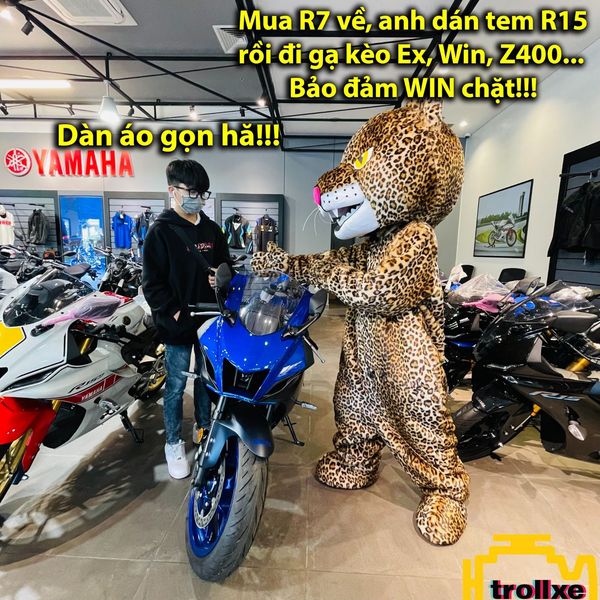 Mua R7 về, anh dán tem R15
rồi đi gạ kèo Ex, Win, Z400...
Bảo đảm WIN chặt!!!
Dàn áo gọn hă!!!
YAMAHA
YAMAHA
trollxe